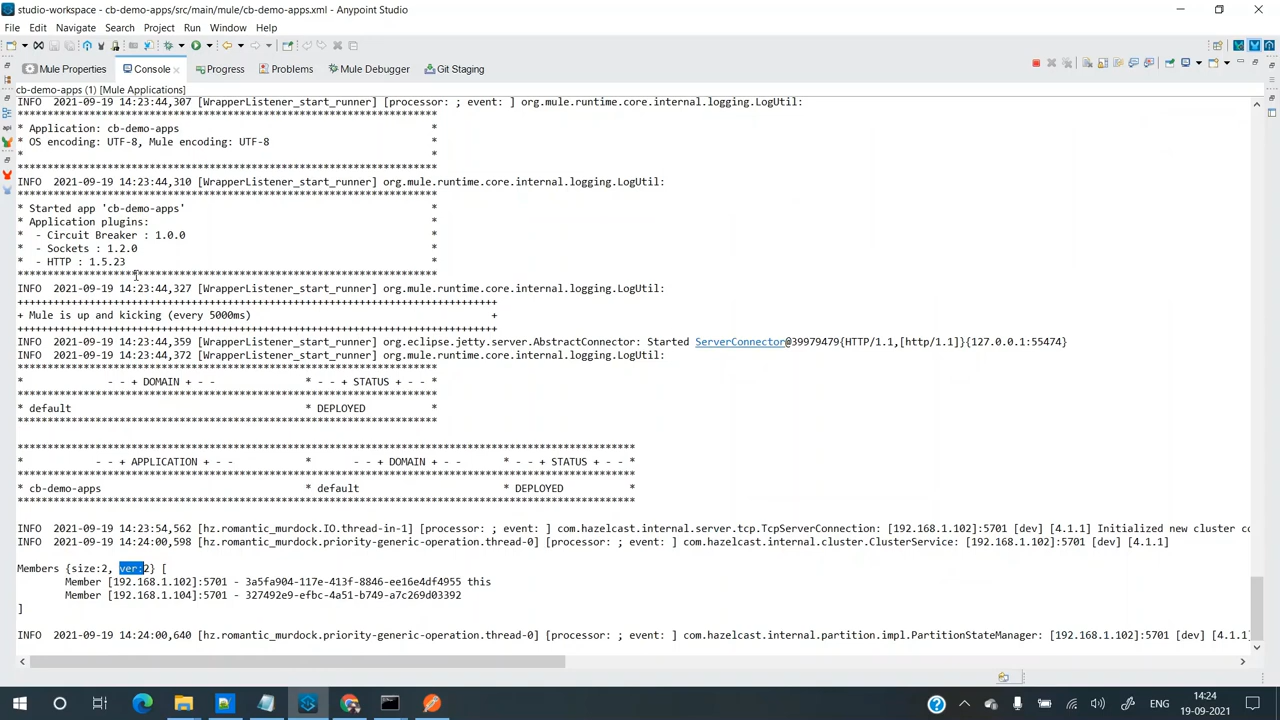 studio-workspace - cb-demo-apps/src/main/mule/cb-demo-apps.xml - Anypoint Studio
File Edit Navigate Search Project Run Window Help
Mule Properties Console Progress Problems Mule Debugger Git Staging
cb-demo-apps (1) [Mule Applications]
INFO 2021-09-19 14:23:44,307 [WrapperListener_start_runner] [processor: ; event: ] org.mule.runtime.core.internal.logging.LogUtil:
**********************************************************************
* Application: cb-demo-apps *
* OS encoding: UTF-8, Mule encoding: UTF-8 *
* *
**********************************************************************
INFO 2021-09-19 14:23:44,310 [WrapperListener_start_runner] org.mule.runtime.core.internal.logging.LogUtil:
**********************************************************************
* Started app 'cb-demo-apps' *
* Application plugins: *
* - Circuit Breaker : 1.0.0 *
* - Sockets : 1.2.0 *
* - HTTP : 1.5.23 *
**********************************************************************
INFO 2021-09-19 14:23:44,327 [WrapperListener_start_runner] org.mule.runtime.core.internal.logging.LogUtil:
++++++++++++++++++++++++++++++++++++++++++++++++++++++++++++++++++++++++++++++++
+ Mule is up and kicking (every 5000ms) +
++++++++++++++++++++++++++++++++++++++++++++++++++++++++++++++++++++++++++++++++
INFO 2021-09-19 14:23:44,359 [WrapperListener_start_runner] org.eclipse.jetty.server.AbstractConnector: Started ServerConnector@39979479{HTTP/1.1,[http/1.1]}{127.0.0.1:55474}
INFO 2021-09-19 14:23:44,372 [WrapperListener_start_runner] org.mule.runtime.core.internal.logging.LogUtil:
**********************************************************************
* - - + DOMAIN + - - * - - + STATUS + - - *
**********************************************************************
* default * DEPLOYED *
**********************************************************************
*******************************************************************************************************
* - - + APPLICATION + - - * - - + DOMAIN + - - * - - + STATUS + - - *
*******************************************************************************************************
* cb-demo-apps * default * DEPLOYED *
*******************************************************************************************************
INFO 2021-09-19 14:23:54,562 [hz.romantic_murdock.IO.thread-in-1] [processor: ; event: ] com.hazelcast.internal.server.tcp.TcpServerConnection: [192.168.1.102]:5701 [dev] [4.1.1] Initialized new cluster co
INFO 2021-09-19 14:24:00,598 [hz.romantic_murdock.priority-generic-operation.thread-0] [processor: ; event: ] com.hazelcast.internal.cluster.ClusterService: [192.168.1.102]:5701 [dev] [4.1.1]
Members {size:2, ver:2} [
Member [192.168.1.102]:5701 - 3a5fa904-117e-413f-8846-ee16e4df4955 this
Member [192.168.1.104]:5701 - 327492e9-efbc-4a51-b749-a7c269d03392
]
INFO 2021-09-19 14:24:00,640 [hz.romantic_murdock.priority-generic-operation.thread-0] [processor: ; event: ] com.hazelcast.internal.partition.impl.PartitionStateManager: [192.168.1.102]:5701 [dev] [4.1.1]
ENG
14:24
19-09-2021